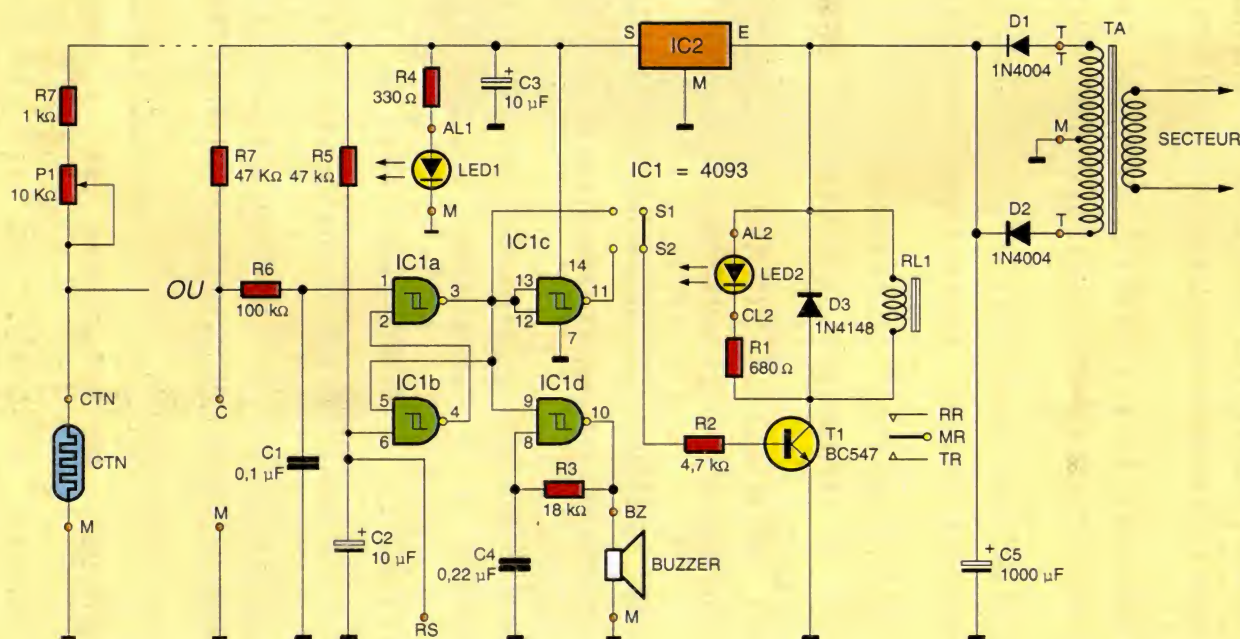 R7
1 kΩ
P1
10 KΩ
CTN
CTN
M
OU
R7
47 KΩ
C
M
R6
100 kΩ
C1
0,1 µF
R5
47 kΩ
+
C2
10 µF
RS
R4
330 Ω
AL1
LED1
M
+
C3
10 µF
IC1a
1
2
3
IC1b
5
6
4
IC1c
14
13
12
11
7
IC1d
9
8
10
R3
18 kΩ
C4
0,22 µF
BZ
BUZZER
M
S
IC2
E
M
IC1 = 4093
S1
S2
R2
4,7 kΩ
AL2
LED2
CL2
R1
680 Ω
D3
1N4148
RL1
T1
BC547
RR
MR
TR
+
C5
1000 µF
D1
1N4004
T
T
TA
M
SECTEUR
D2
1N4004
T